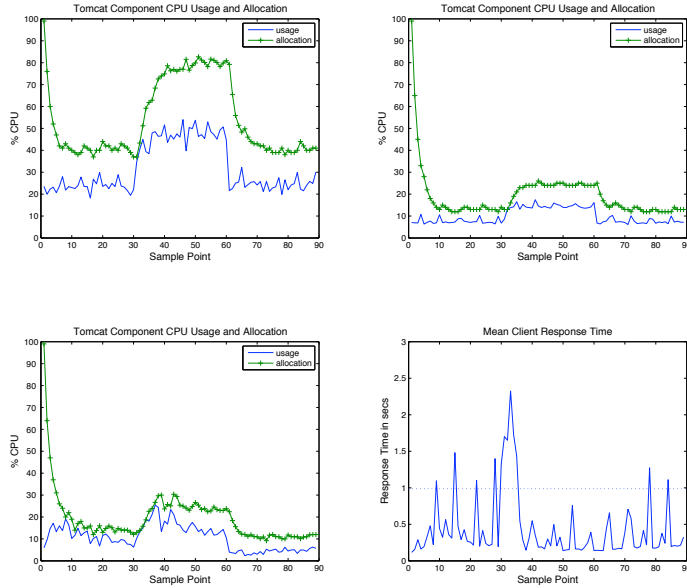 Tomcat Component CPU Usage and Allocation
100
90
80
70
60
50
40
30
20
10
0
% CPU
usage
allocation
0 10 20 30 40 50 60 70 80 90
Sample Point
Tomcat Component CPU Usage and Allocation
100
90
80
70
60
50
40
30
20
10
0
% CPU
usage
allocation
0 10 20 30 40 50 60 70 80 90
Sample Point
Tomcat Component CPU Usage and Allocation
100
90
80
70
60
50
40
30
20
10
0
% CPU
usage
allocation
0 10 20 30 40 50 60 70 80 90
Sample Point
Mean Client Response Time
3
2.5
2
1.5
1
0.5
0
Response Time in secs
0 10 20 30 40 50 60 70 80 90
Sample Point